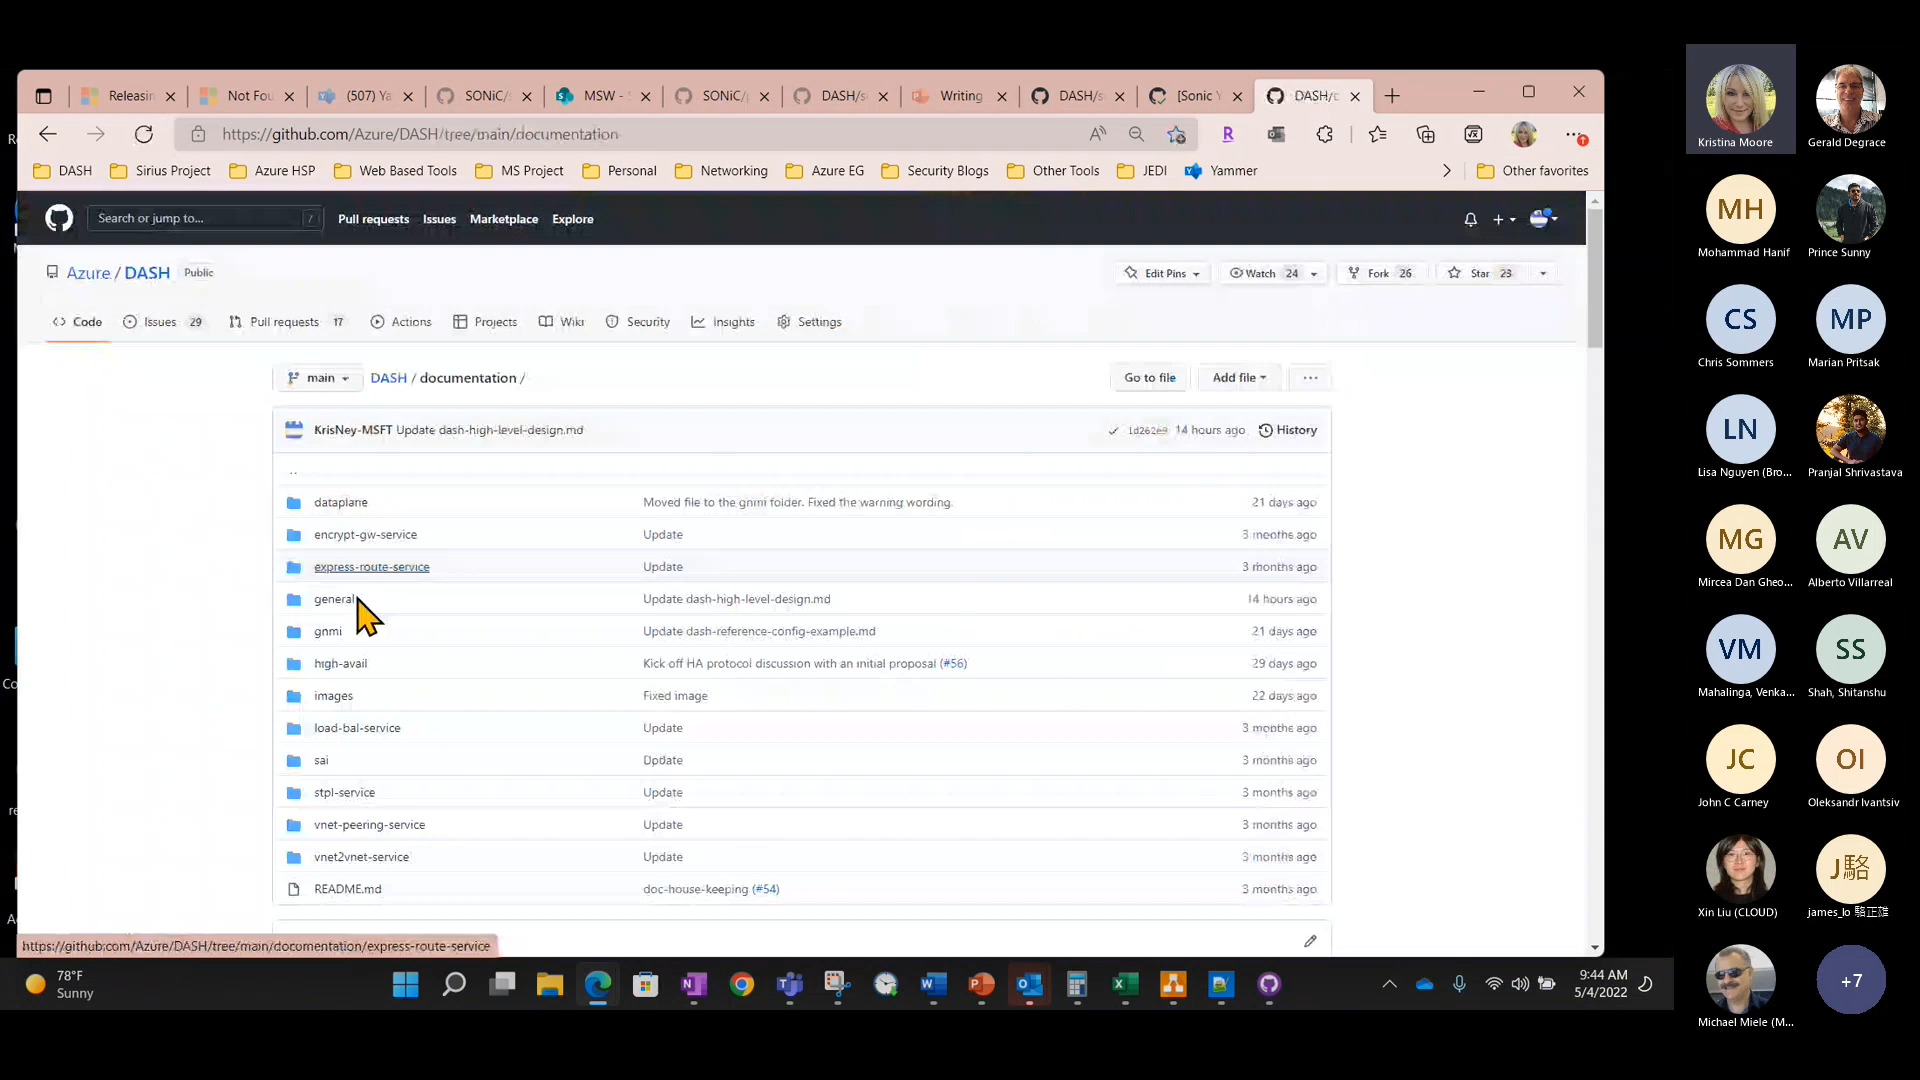 Releasin
Not Fou
(507) Ya
SONiC/
MSW -
SONiC/
DASH/s
Writing
DASH/s
[Sonic
DASH/
https://github.com/Azure/DASH/tree/main/documentation
DASH
Sirius Project
Azure HSP
Web Based Tools
MS Project
Personal
Networking
Azure EG
Security Blogs
Other Tools
JEDI
Yammer
Other favorites
Search or jump to...
/
Pull requests
Issues
Marketplace
Explore
Azure / DASH
Public
Edit Pins
Watch 24
Fork 26
Star 23
Code
Issues 29
Pull requests 17
Actions
Projects
Wiki
Security
Insights
Settings
main
DASH / documentation /
Go to file
Add file
...
KrisNey-MSFT Update dash-high-level-design.md
1d262e9 14 hours ago
History
..
dataplane Moved file to the gnmi folder. Fixed the warning wording. 21 days ago
encrypt-gw-service Update 3 months ago
express-route-service Update 3 months ago
general Update dash-high-level-design.md 14 hours ago
gnmi Update dash-reference-config-example.md 21 days ago
high-avail Kick off HA protocol discussion with an initial proposal (#56) 29 days ago
images Fixed image 22 days ago
load-bal-service Update 3 months ago
sai Update 3 months ago
stpl-service Update 3 months ago
vnet-peering-service Update 3 months ago
vnet2vnet-service Update 3 months ago
README.md doc-house-keeping (#54) 3 months ago
https://github.com/Azure/DASH/tree/main/documentation/express-route-service
78°F
Sunny
9:44 AM
5/4/2022
Kristina Moore
Gerald Degrace
MH
Mohammad Hanif
Prince Sunny
CS
Chris Sommers
MP
Marian Pritsak
LN
Lisa Nguyen (Bro...
Pranjal Shrivastava
MG
Mircea Dan Gheo...
AV
Alberto Villarreal
VM
Mahalinga, Venka...
SS
Shah, Shitanshu
JC
John C Carney
OI
Oleksandr Ivantsiv
Xin Liu (CLOUD)
J駱
james_lo 駱正雄
Michael Miele (M...
+7